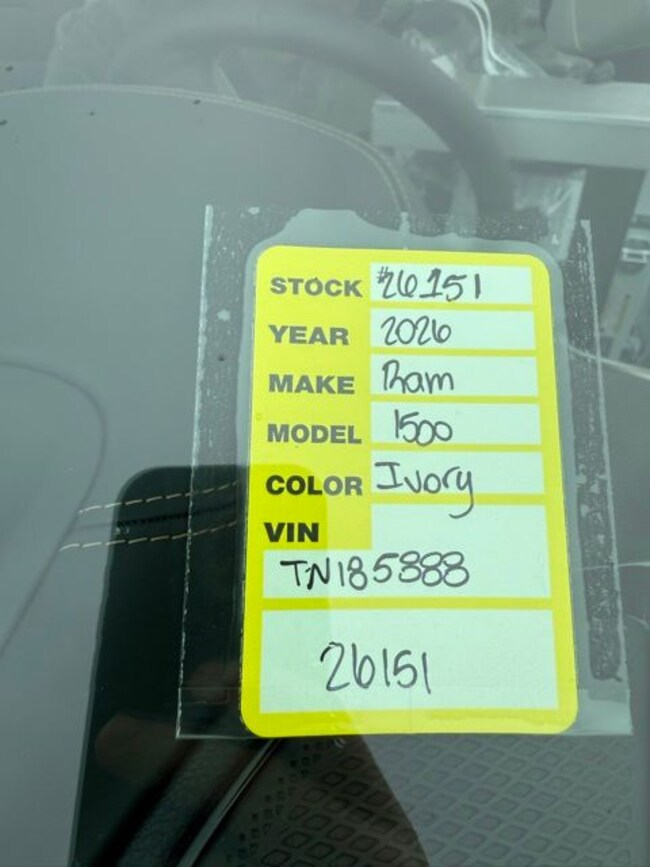 STOCK #26151
YEAR 2026
MAKE Ram
MODEL 1500
COLOR Ivory
VIN
TN185888
26151